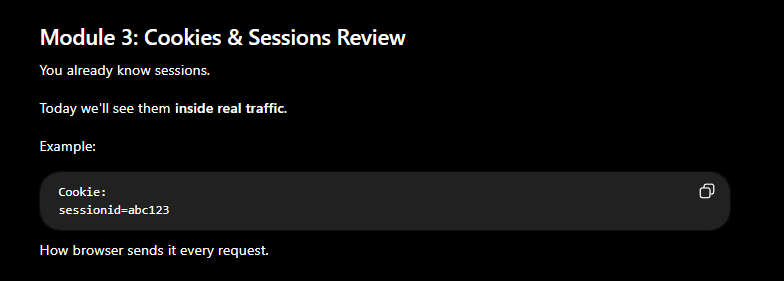 Module 3: Cookies & Sessions Review
You already know sessions.
Today we'll see them inside real traffic.
Example:
Cookie:
sessionid=abc123
How browser sends it every request.